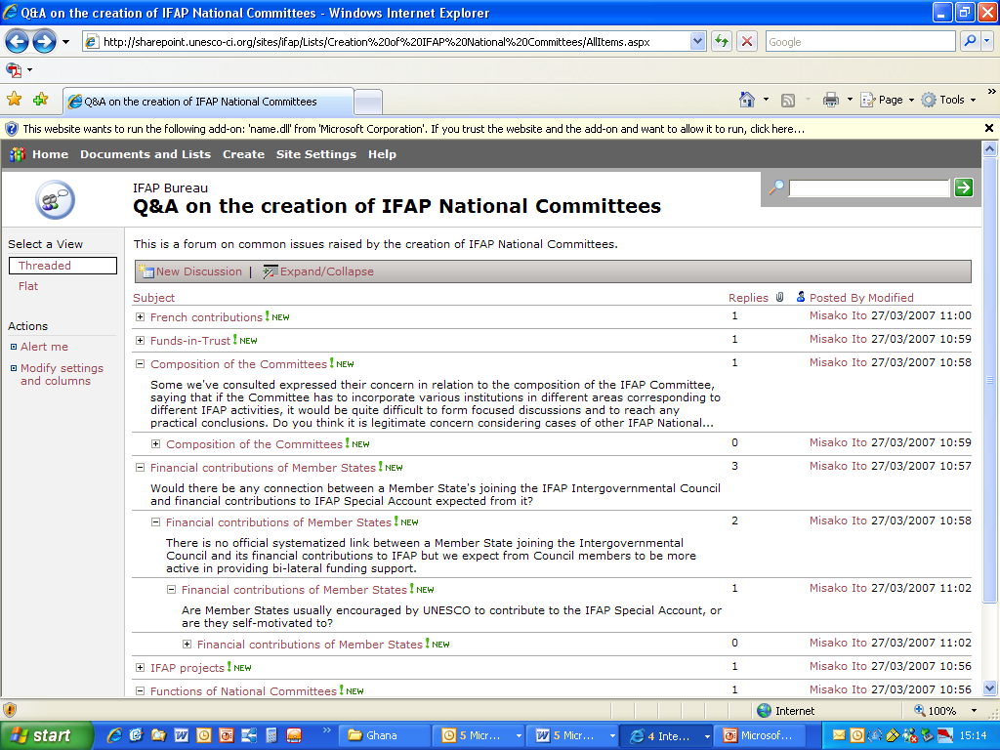 Q&A on the creation of IFAP National Committees - Windows Internet Explorer
http://sharepoint.unesco-ci.org/sites/ifap/Lists/Creation%20of%20IFAP%20National%20Committees/AllItems.aspx
Google
Q&A on the creation of IFAP National Committees
Page
Tools
This website wants to run the following add-on: 'name.dll' from 'Microsoft Corporation'. If you trust the website and the add-on and want to allow it to run, click here...
Home Documents and Lists Create Site Settings Help
IFAP Bureau
Q&A on the creation of IFAP National Committees
Select a View
Threaded
Flat
Actions
Alert me
Modify settings
and columns
This is a forum on common issues raised by the creation of IFAP National Committees.
New Discussion | Expand/Collapse
Subject Replies Posted By Modified
French contributions ! NEW 1 Misako Ito 27/03/2007 11:00
Funds-in-Trust ! NEW 1 Misako Ito 27/03/2007 10:59
Composition of the Committees ! NEW 1 Misako Ito 27/03/2007 10:58
Some we've consulted expressed their concern in relation to the composition of the IFAP Committee,
saying that if the Committee has to incorporate various institutions in different areas corresponding to
different IFAP activities, it would be quite difficult to form focused discussions and to reach any
practical conclusions. Do you think it is legitimate concern considering cases of other IFAP National...
Composition of the Committees ! NEW 0 Misako Ito 27/03/2007 10:59
Financial contributions of Member States ! NEW 3 Misako Ito 27/03/2007 10:57
Would there be any connection between a Member State's joining the IFAP Intergovernmental Council
and financial contributions to IFAP Special Account expected from it?
Financial contributions of Member States ! NEW 2 Misako Ito 27/03/2007 10:58
There is no official systematized link between a Member State joining the Intergovernmental
Council and its financial contributions to IFAP but we expect from Council members to be more
active in providing bi-lateral funding support.
Financial contributions of Member States ! NEW 1 Misako Ito 27/03/2007 11:02
Are Member States usually encouraged by UNESCO to contribute to the IFAP Special Account, or
are they self-motivated to?
Financial contributions of Member States ! NEW 0 Misako Ito 27/03/2007 11:02
IFAP projects ! NEW 1 Misako Ito 27/03/2007 10:56
Functions of National Committees ! NEW 1 Misako Ito 27/03/2007 10:56
Internet 100%
start Ghana 5 Micr... 5 Micr... 4 Inte... Microsof... 15:14